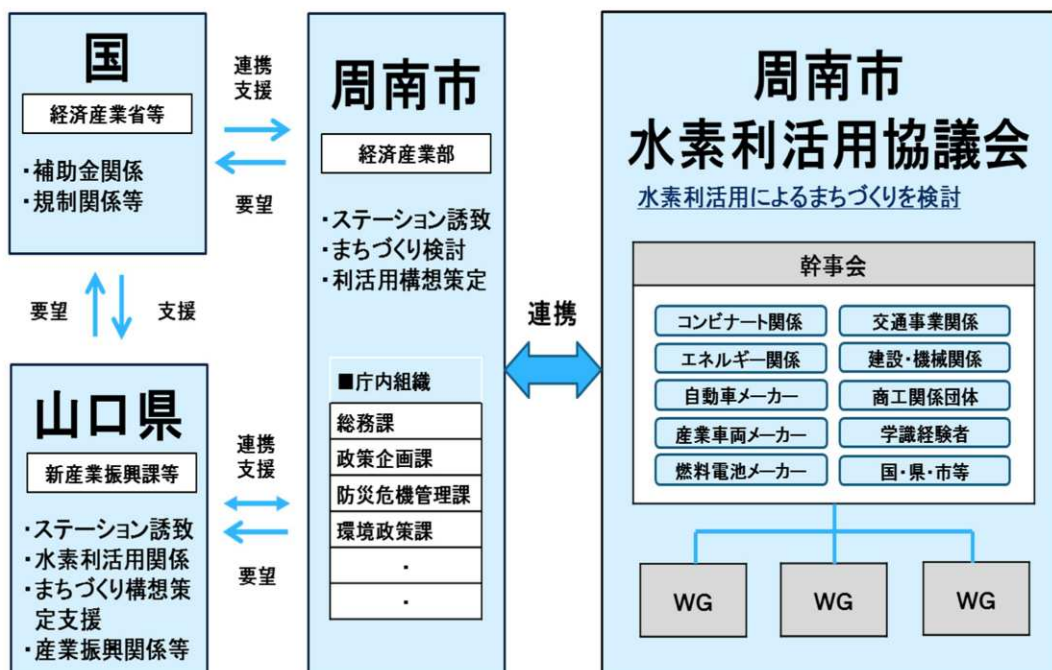 国
経済産業省等
・補助金関係
・規制関係等
連携
支援
要望
要望
支援
山口県
新産業振興課等
・ステーション誘致
・水素利活用関係
・まちづくり構想策
定支援
・産業振興関係等
連携
支援
要望
周南市
経済産業部
・ステーション誘致
・まちづくり検討
・利活用構想策定
■庁内組織
総務課
政策企画課
防災危機管理課
環境政策課
・
・
連携
周南市
水素利活用協議会
水素利活用によるまちづくりを検討
幹事会
コンビナート関係
エネルギー関係
自動車メーカー
産業車両メーカー
燃料電池メーカー
交通事業関係
建設・機械関係
商工関係団体
学識経験者
国・県・市等
WG
WG
WG